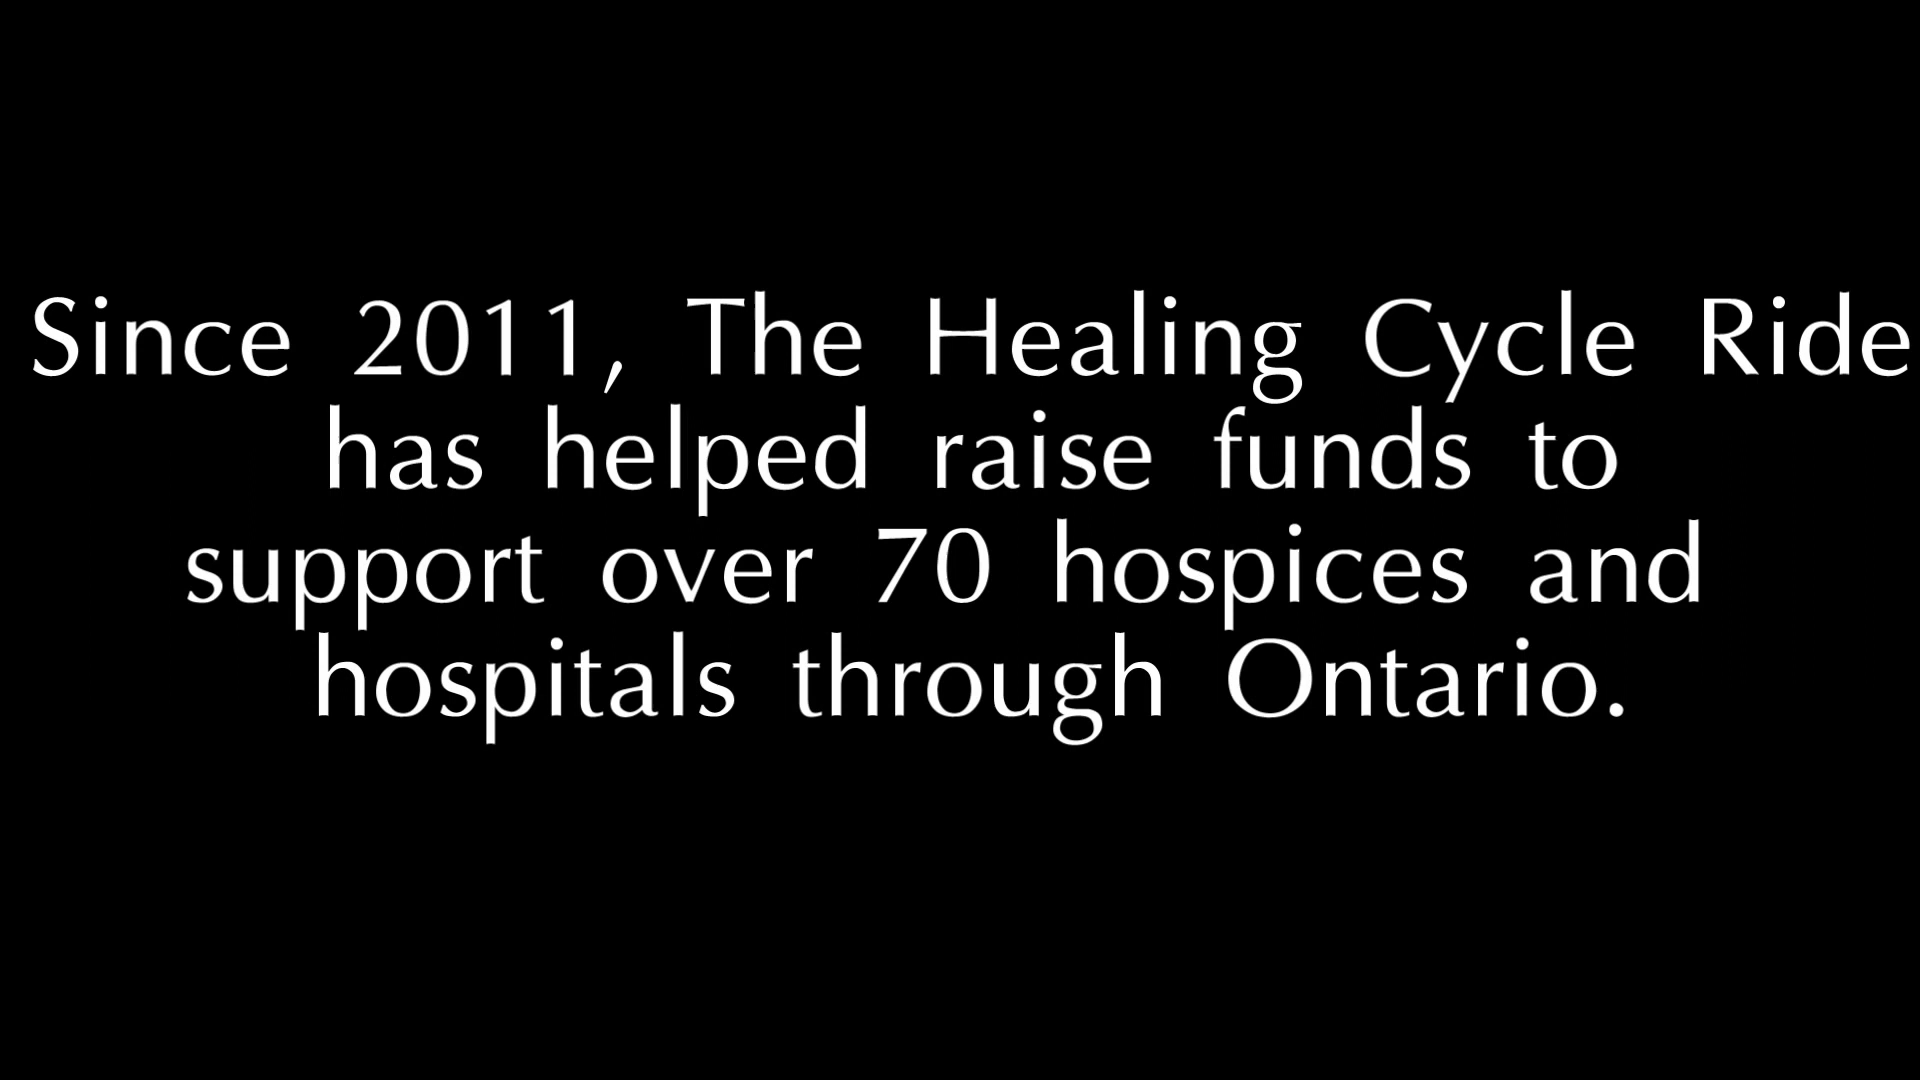 Since 2011, The Healing Cycle Ride
has helped raise funds to
support over 70 hospices and
hospitals through Ontario.